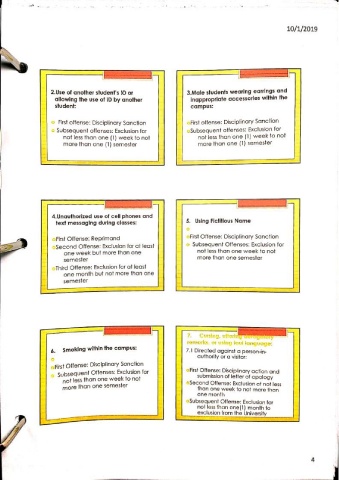 10/1/2019
2.Use of another student's ID or
allowing the use of ID by another
student:
First offense: Disciplinary Sanction
Subsequent offenses: Exclusion for
not less than one (1) week to not
more than one (1) semester
3.Male students wearing earrings and
inappropriate accessories within the
campus:
First offense: Disciplinary Sanction
Subsequent offenses: Exclusion for
not less than one (1) week to not
more than one (1) semester
4.Unauthorized use of cell phones and
text messaging during classes:
First Offense: Reprimand
Second Offense: Exclusion for at least
one week but more than one
semester
Third Offense: Exclusion for at least
one month but not more than one
semester
5. Using Fictitious Name
First Offense: Disciplinary Sanction
Subsequent Offenses: Exclusion for
not less than one week to not
more than one semester
6. Smoking within the campus:
First Offense: Disciplinary Sanction
Subsequent Offenses: Exclusion for
not less than one week to not
more than one semester
7. Cursing,
remarks, or using foul language
7.1 Directed against a person-in-
authority or a visitor:
First Offense: Disciplinary action and
submission of letter of apology
Second Offense: Exclusion of not less
than one week to not more than
one month
Subsequent Offense: Exclusion for
not less than one(1) month to
exclusion from the University
4